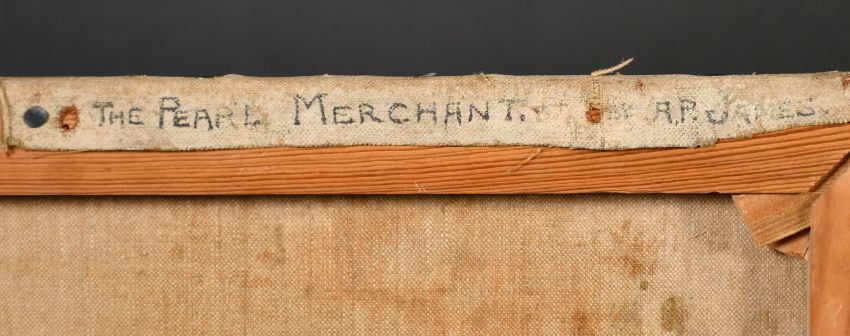 THE PEARL MERCHANT. BY A.P. JAMES.